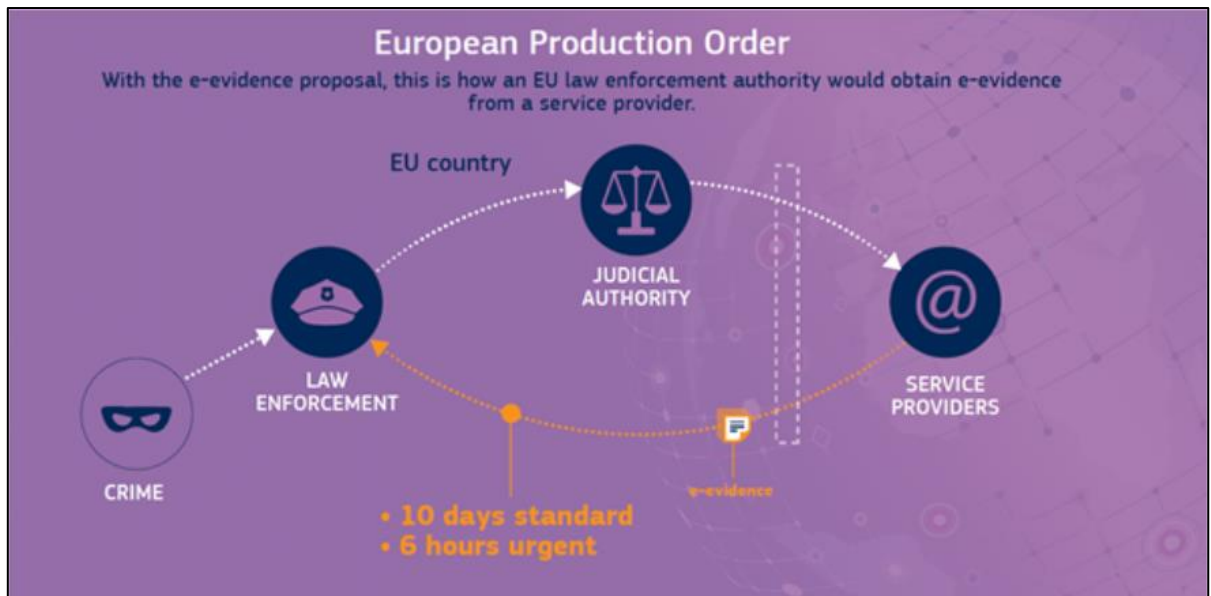 European Production Order
With the e-evidence proposal, this is how an EU law enforcement authority would obtain e-evidence
from a service provider.
EU country
JUDICIAL
AUTHORITY
@
LAW
ENFORCEMENT
SERVICE
PROVIDERS
CRIME
e-evidence
• 10 days standard
• 6 hours urgent